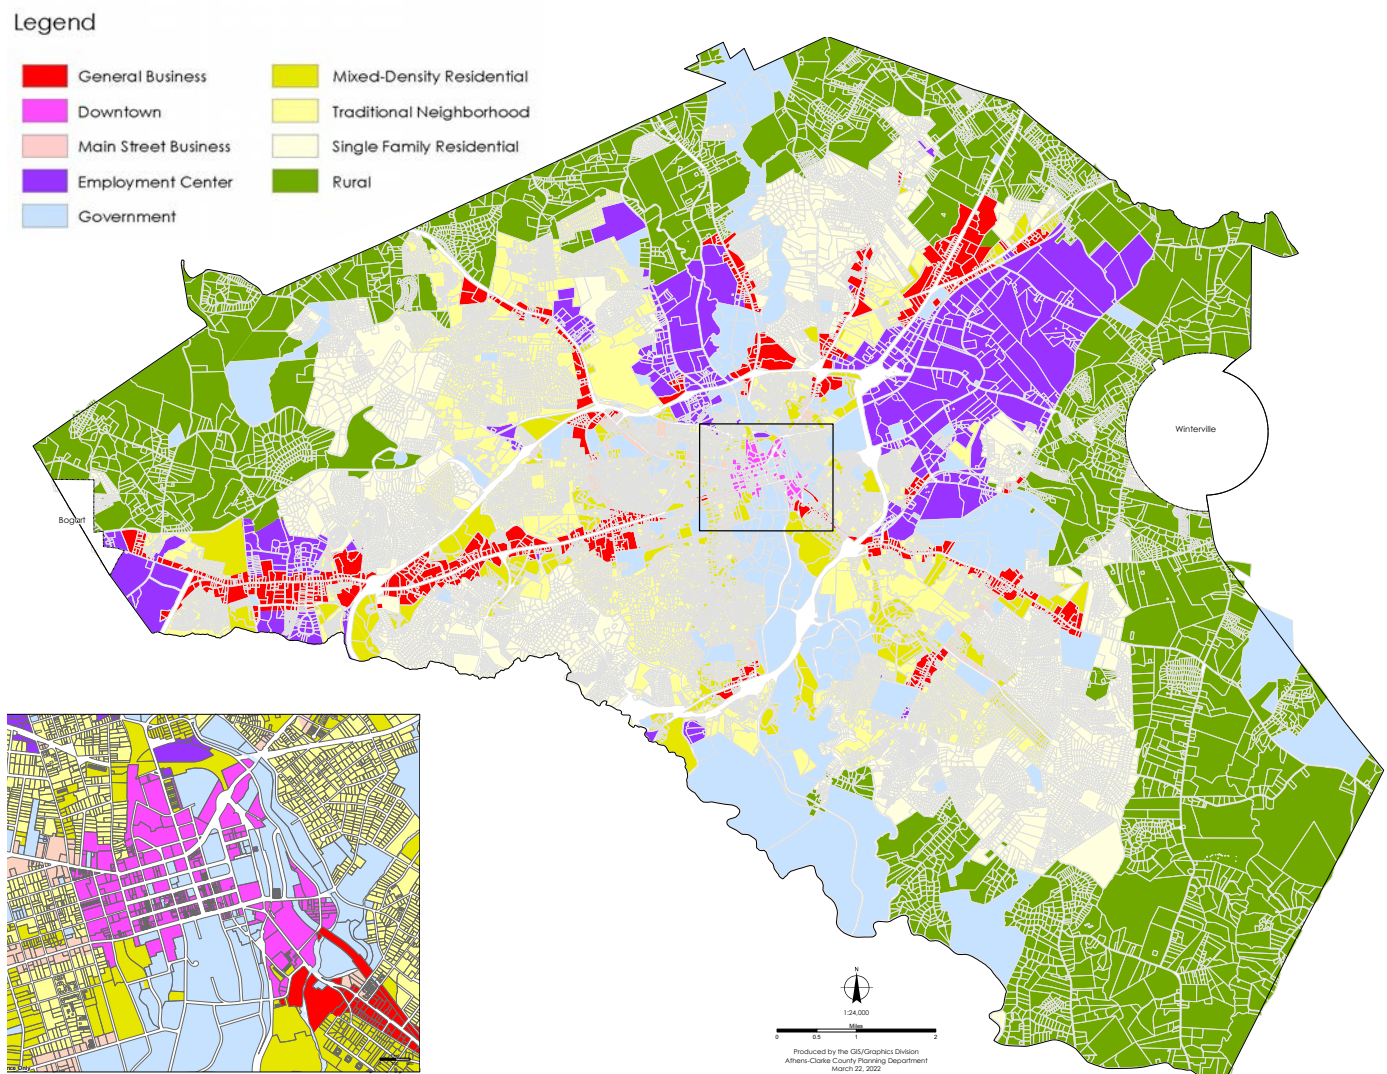 Legend
General Business
Downtown
Main Street Business
Employment Center
Government
Mixed-Density Residential
Traditional Neighborhood
Single Family Residential
Rural
Winterville
Bogart
N
1:24,000
Miles
0 0.5 1 2
Produced by the GIS/Graphics Division
Athens-Clarke County Planning Department
March 22, 2022